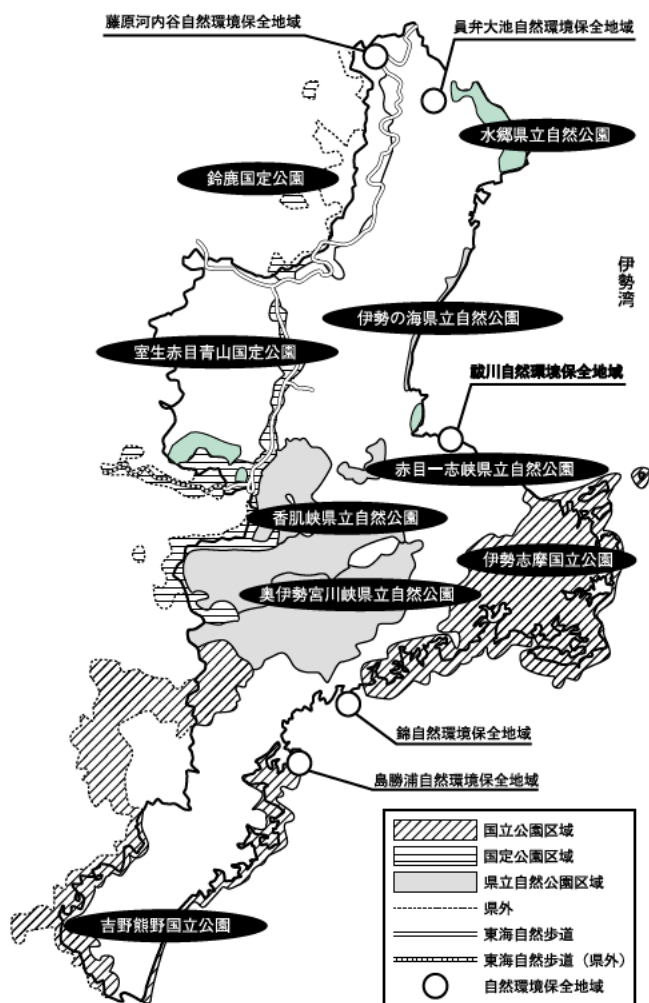 藤原河内谷自然環境保全地域
員弁大池自然環境保全地域
水郷県立自然公園
鈴鹿国定公園
伊勢湾
伊勢の海県立自然公園
室生赤目青山国定公園
祓川自然環境保全地域
赤目一志峡県立自然公園
香肌峡県立自然公園
伊勢志摩国立公園
奥伊勢宮川峡県立自然公園
錦自然環境保全地域
島勝浦自然環境保全地域
吉野熊野国立公園
国立公園区域
国定公園区域
県立自然公園区域
県外
東海自然歩道
東海自然歩道（県外）
自然環境保全地域